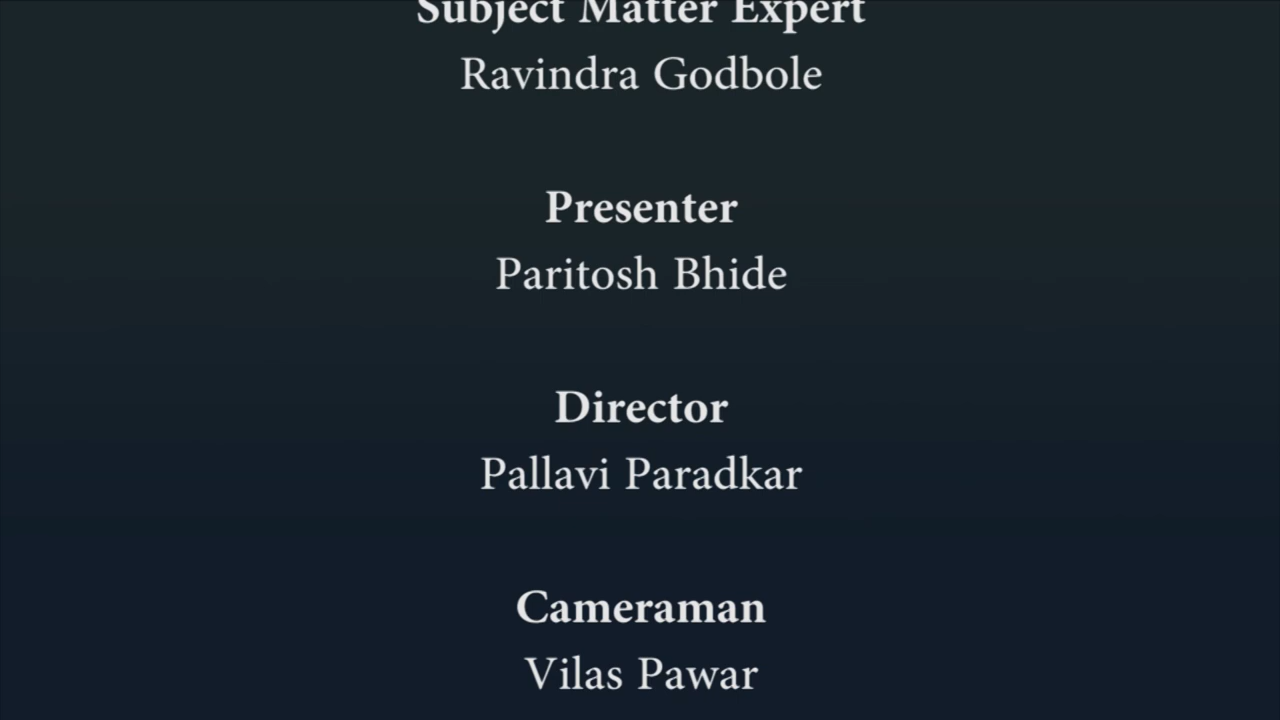 Subject Matter Expert
Ravindra Godbole
Presenter
Paritosh Bhide
Director
Pallavi Paradkar
Cameraman
Vilas Pawar